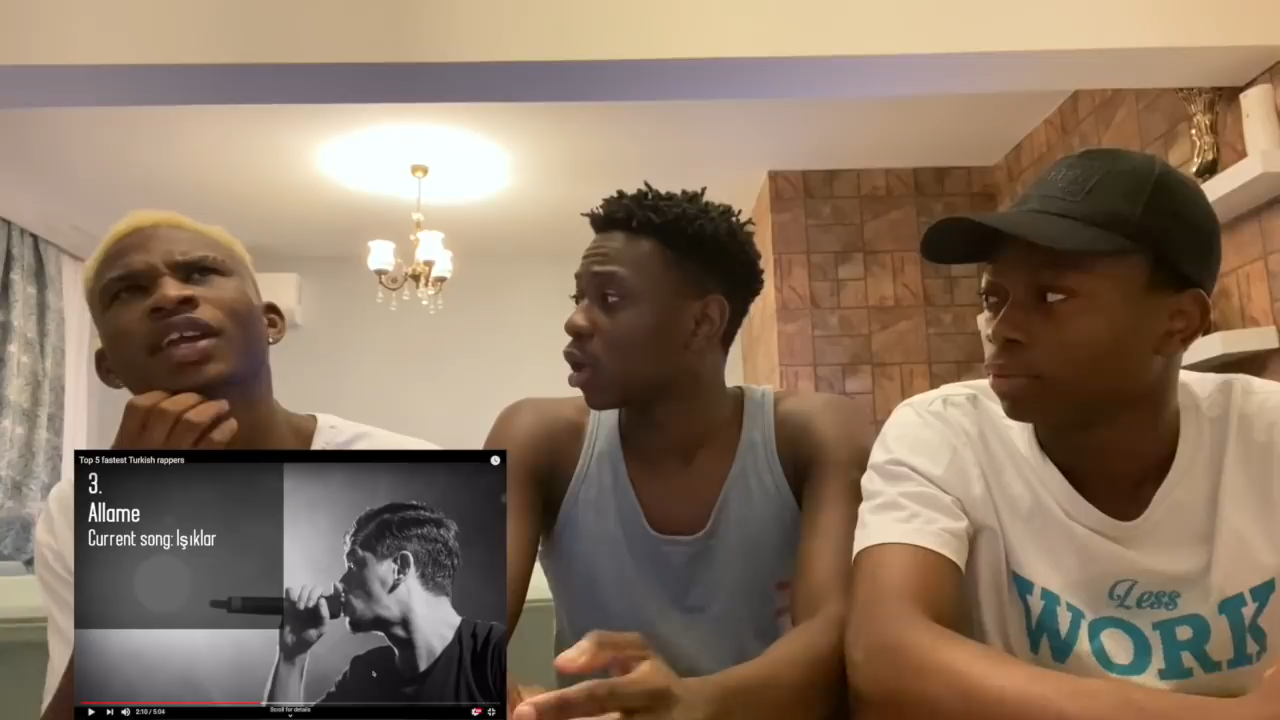 Top 5 fastest Turkish rappers
3.
Allame
Current song: Işıklar
2:10 / 5:04
Scroll for details
Less
WORK